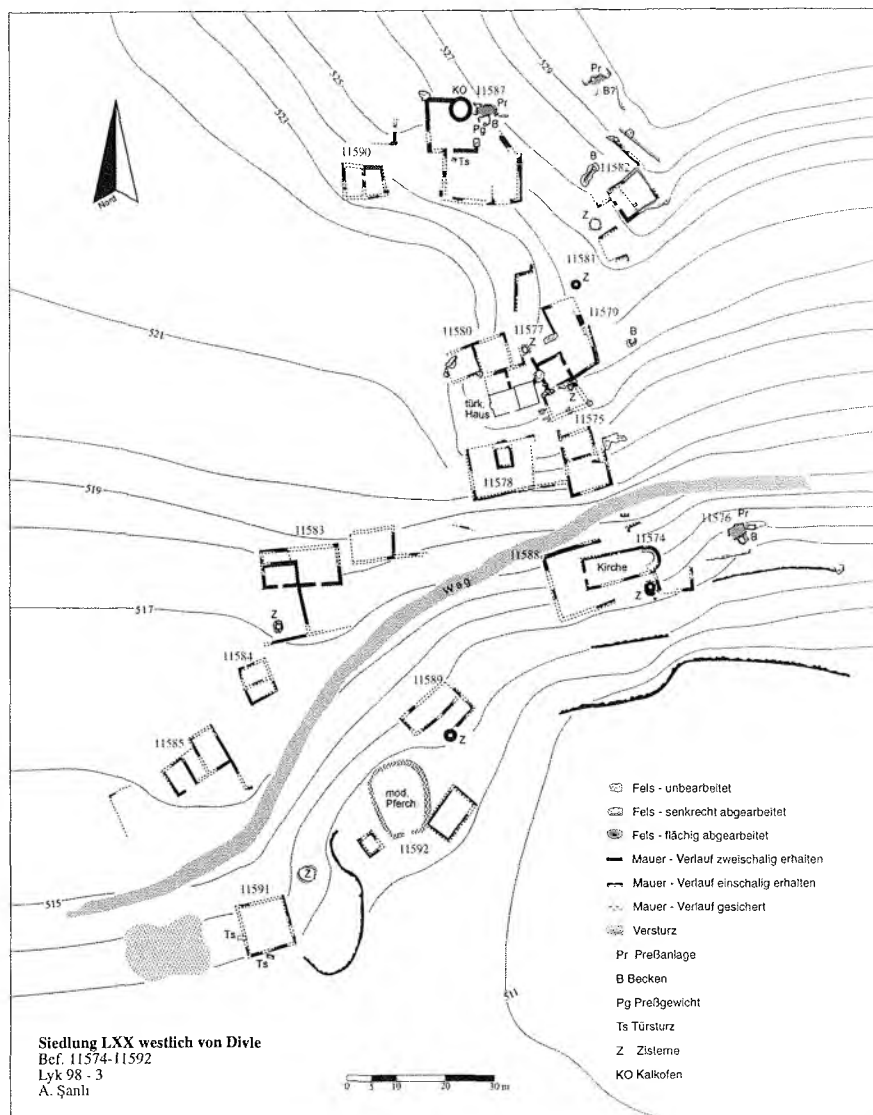 527
529
Pr
B?
525
KO
11587
Pr
B
Pg
523
11590
Ts
B
11582
Nord
Z
11581
Z
521
11580
11577
11579
Z
B
türk.
Haus
Z
11575
11578
519
11583
11576
Pr
B
11588
11574
Kirche
Weg
Z
517
Z
11584
11589
11585
Z
mod.
Pferch
11592
Z
515
11591
Ts
Ts
511
Fels - unbearbeitet
Fels - senkrecht abgearbeitet
Fels - flächig abgearbeitet
Mauer - Verlauf zweischalig erhalten
Mauer - Verlauf einschalig erhalten
Mauer - Verlauf gesichert
Versturz
Pr Preßanlage
B Becken
Pg Preßgewicht
Ts Türsturz
Z Zisterne
KO Kalkofen
Siedlung LXX westlich von Divle
Bef. 11574-11592
Lyk 98 - 3
A. Şanlı
0 5 10 20 30 m